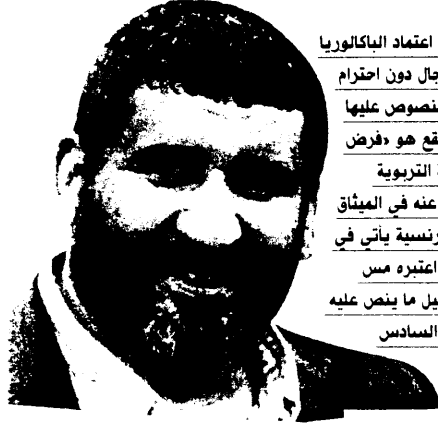 اعتماد الباكالوريا
جال دون احترام
نصوص عليها
قع هو «فرض
التربوية
عنه في الميثاق
رنسية يأتي في
اعتبره مس
يل ما ينص عليه
السادس